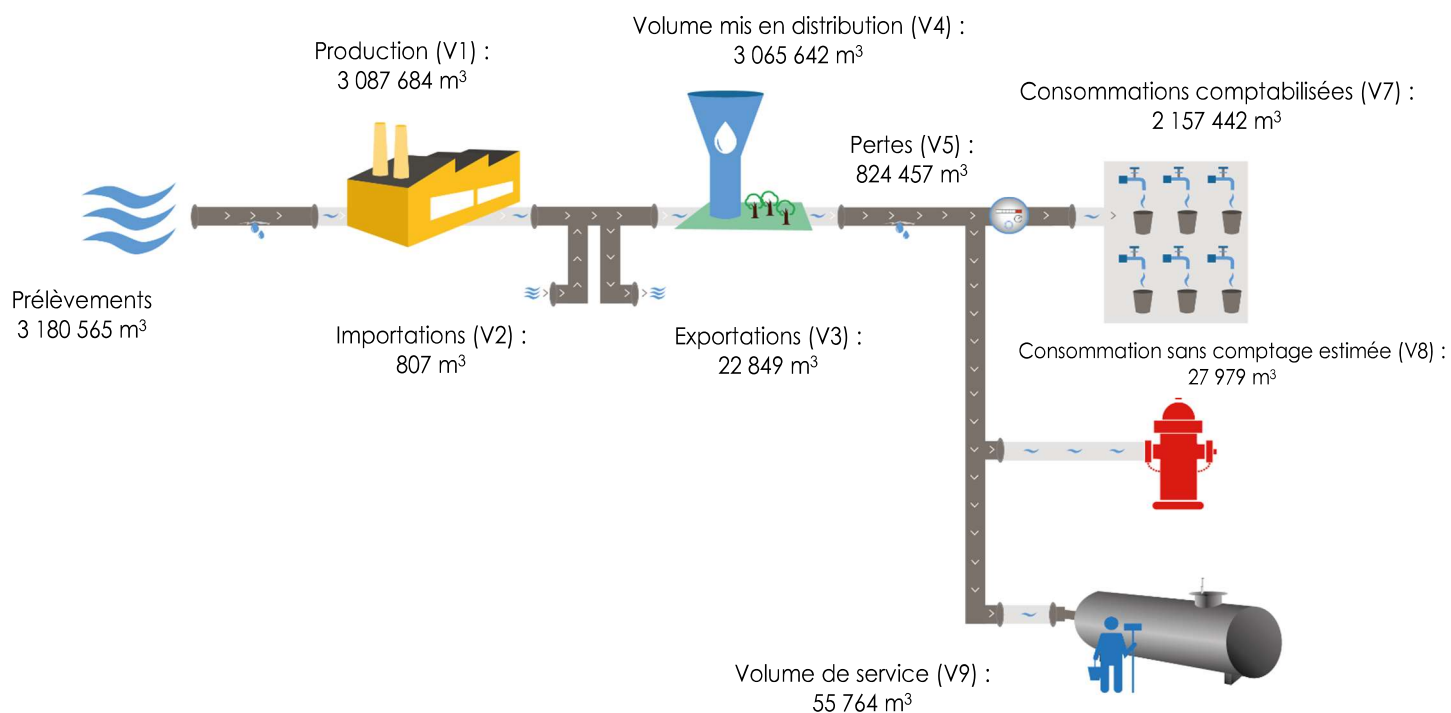 Volume mis en distribution (V4) :
3 065 642 m³
Production (V1) :
3 087 684 m³
Consommations comptabilisées (V7) :
2 157 442 m³
Pertes (V5) :
824 457 m³
Prélèvements
3 180 565 m³
Importations (V2) :
807 m³
Exportations (V3) :
22 849 m³
Consommation sans comptage estimée (V8) :
27 979 m³
Volume de service (V9) :
55 764 m³